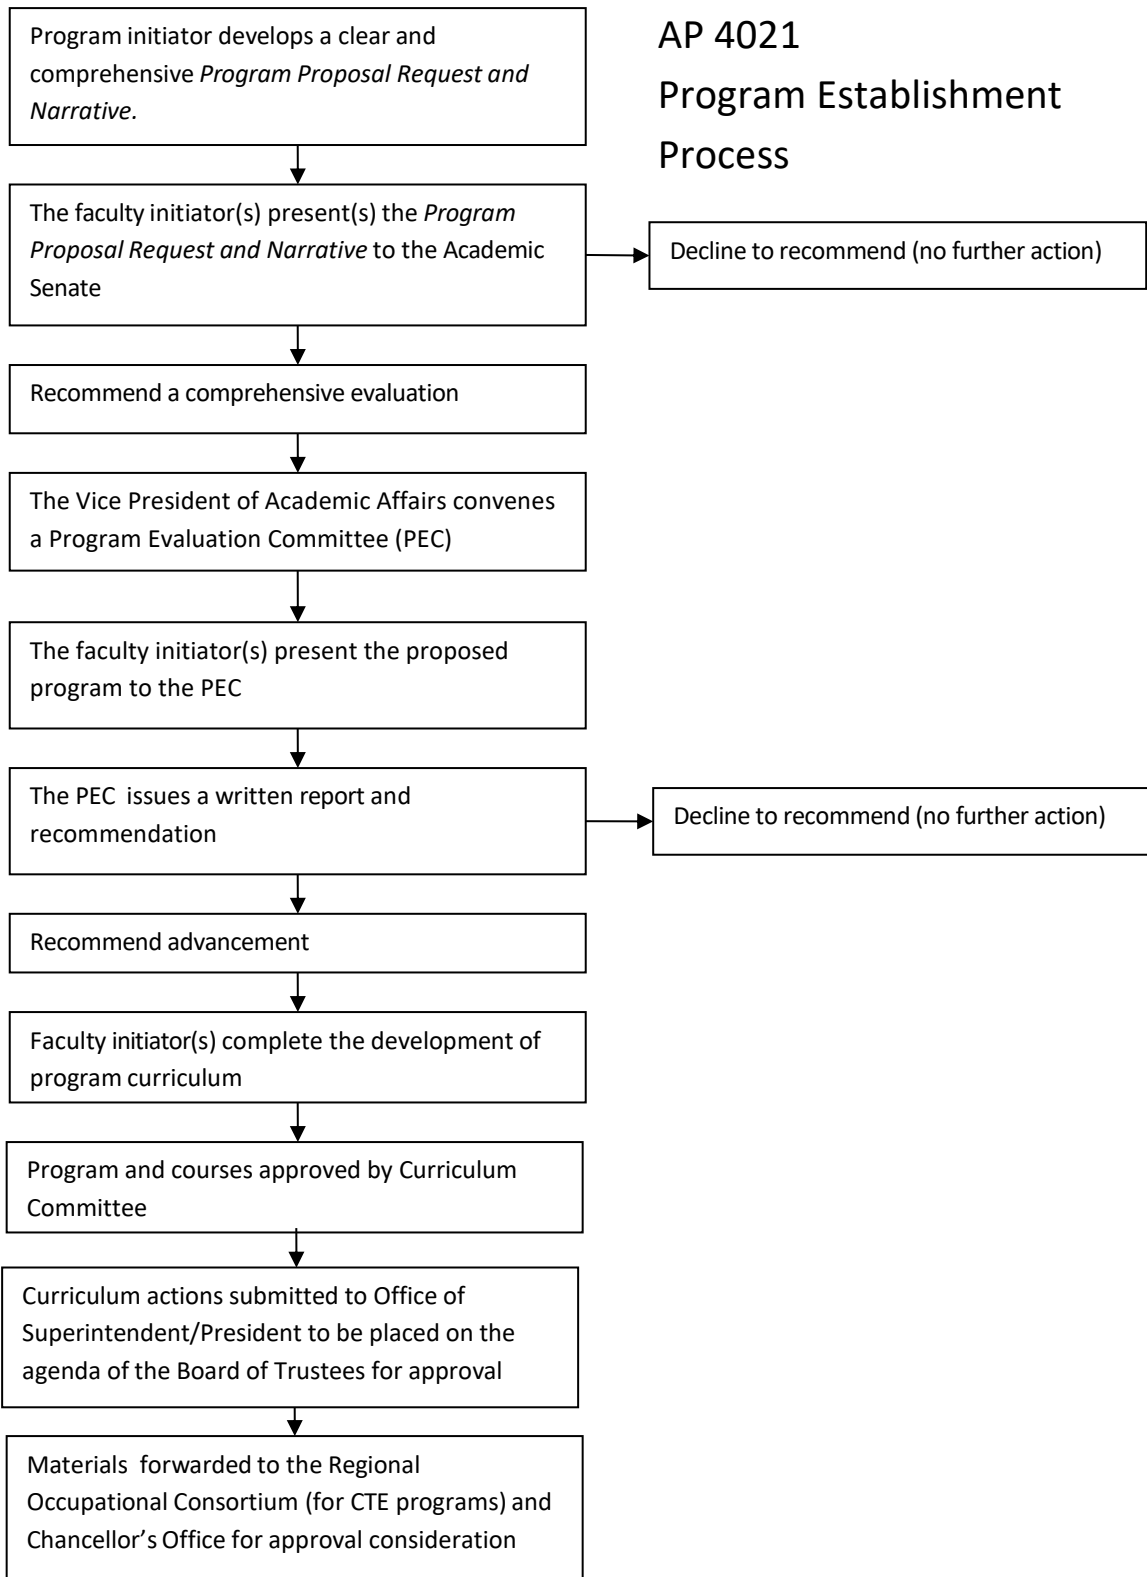 AP 4021
Program Establishment
Process
Program initiator develops a clear and
comprehensive Program Proposal Request and
Narrative.
The faculty initiator(s) present(s) the Program
Proposal Request and Narrative to the Academic
Senate
Decline to recommend (no further action)
Recommend a comprehensive evaluation
The Vice President of Academic Affairs convenes
a Program Evaluation Committee (PEC)
The faculty initiator(s) present the proposed
program to the PEC
The PEC  issues a written report and
recommendation
Decline to recommend (no further action)
Recommend advancement
Faculty initiator(s) complete the development of
program curriculum
Program and courses approved by Curriculum
Committee
Curriculum actions submitted to Office of
Superintendent/President to be placed on the
agenda of the Board of Trustees for approval
Materials  forwarded to the Regional
Occupational Consortium (for CTE programs) and
Chancellor’s Office for approval consideration